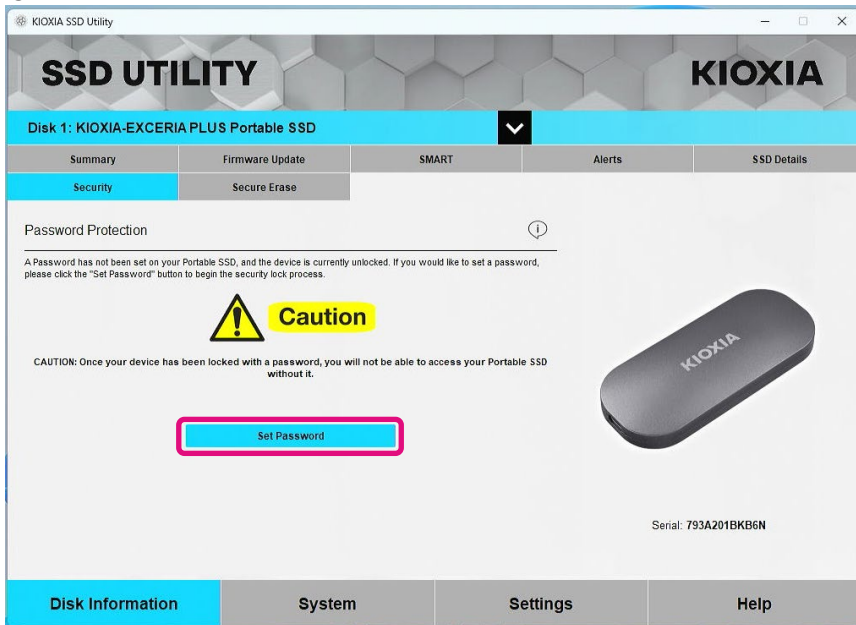 KIOXIA SSD Utility
SSD UTILITY
KIOXIA
Disk 1: KIOXIA-EXCERIA PLUS Portable SSD
Summary
Firmware Update
SMART
Alerts
SSD Details
Security
Secure Erase
Password Protection
A Password has not been set on your Portable SSD, and the device is currently unlocked. If you would like to set a password,
please click the "Set Password" button to begin the security lock process.
Caution
CAUTION: Once your device has been locked with a password, you will not be able to access your Portable SSD
without it.
Set Password
KIOXIA
Serial: 793A201BKB6N
Disk Information
System
Settings
Help